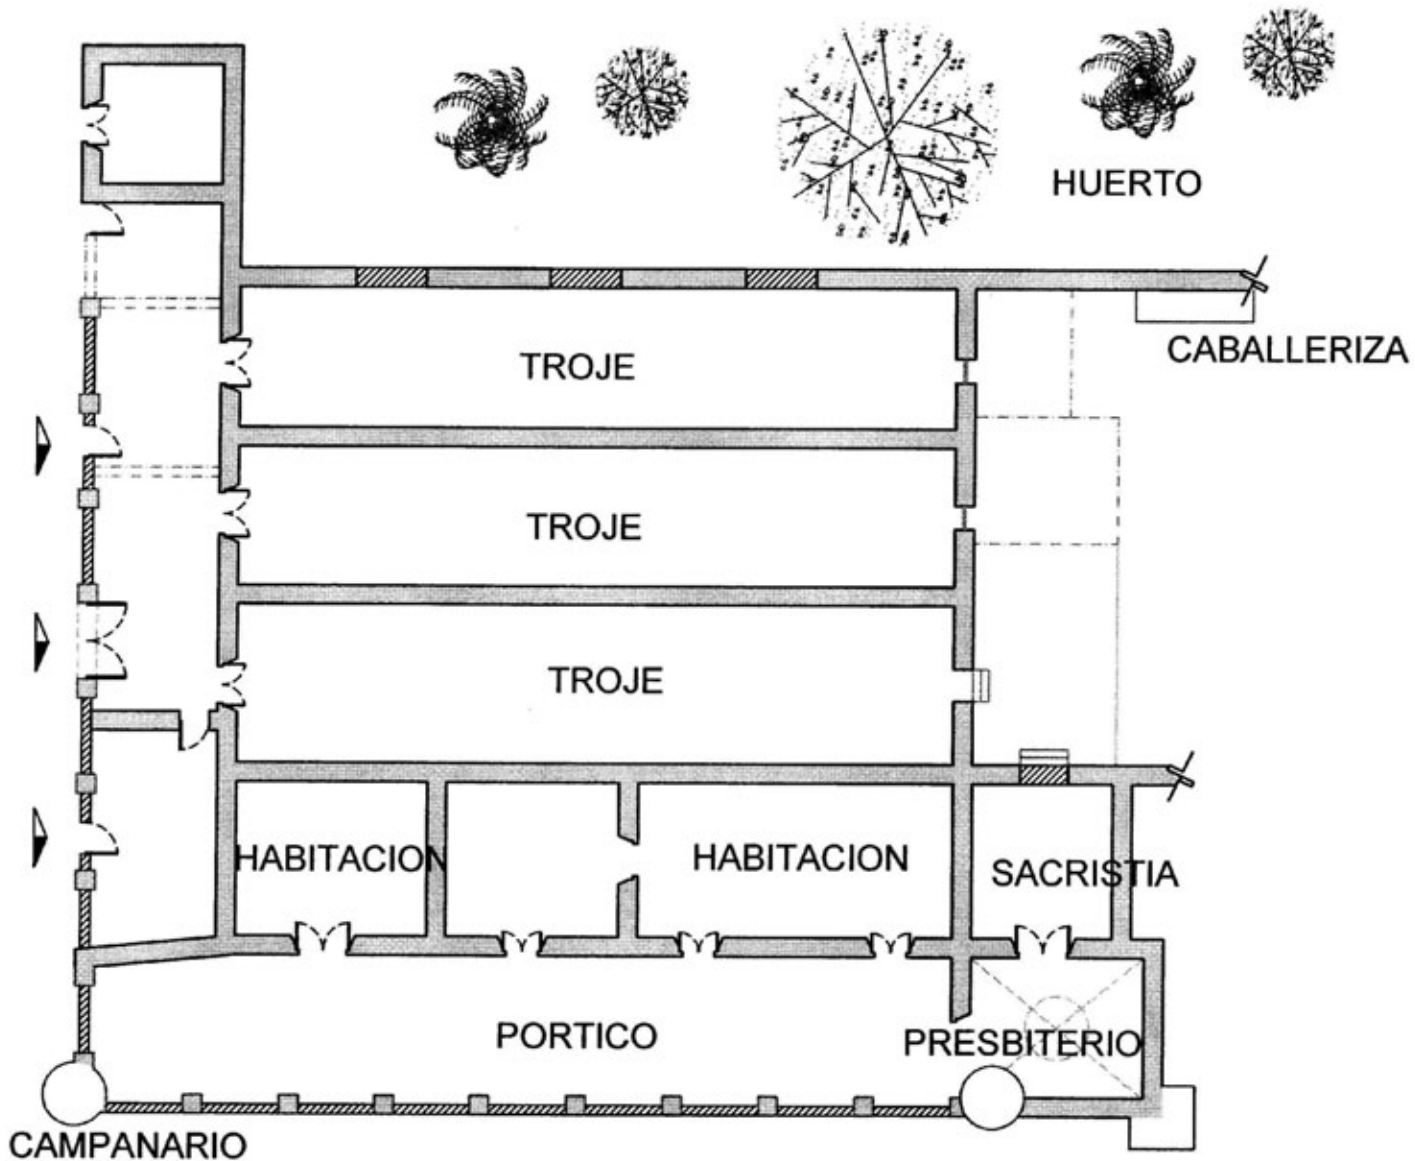 HUERTO
CABALLERIZA
TROJE
TROJE
TROJE
HABITACION
HABITACION
SACRISTIA
PORTICO
PRESBITERIO
CAMPANARIO